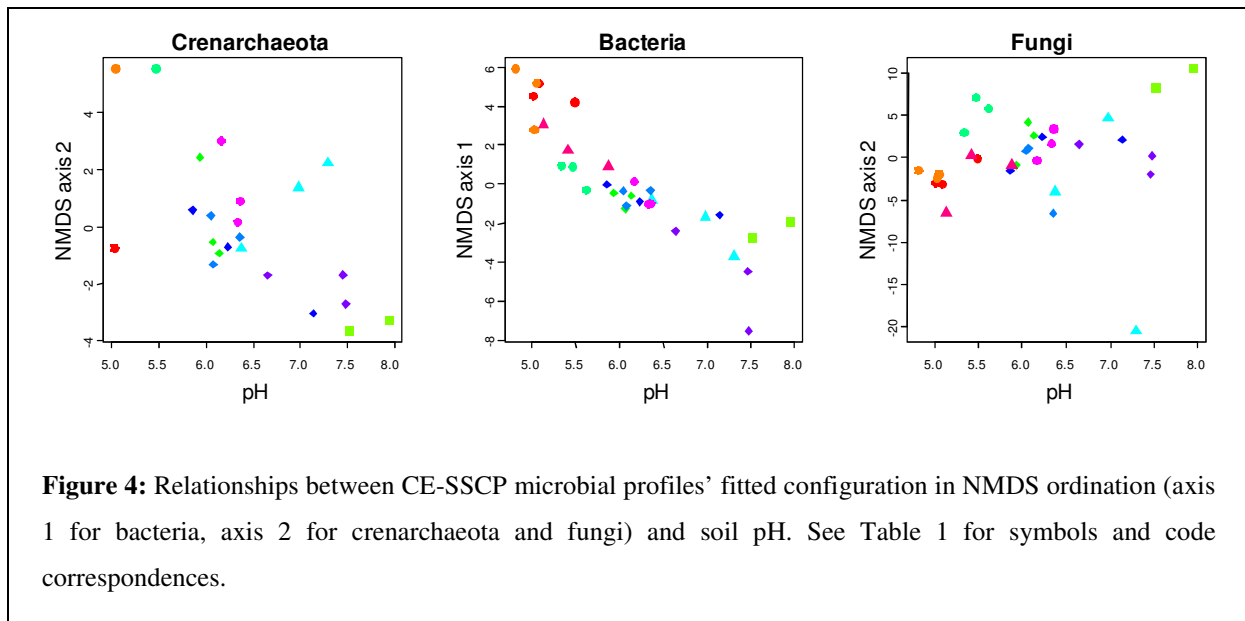 Crenarchaeota
Bacteria
Fungi
NMDS axis 2
4
2
0
-2
-4
5.0 5.5 6.0 6.5 7.0 7.5 8.0
pH
NMDS axis 1
6
4
2
0
-2
-4
-6
-8
5.0 5.5 6.0 6.5 7.0 7.5 8.0
pH
NMDS axis 2
10
5
0
-5
-10
-15
-20
5.0 5.5 6.0 6.5 7.0 7.5 8.0
pH
Figure 4: Relationships between CE-SSCP microbial profiles’ fitted configuration in NMDS ordination (axis
1 for bacteria, axis 2 for crenarchaeota and fungi) and soil pH. See Table 1 for symbols and code
correspondences.